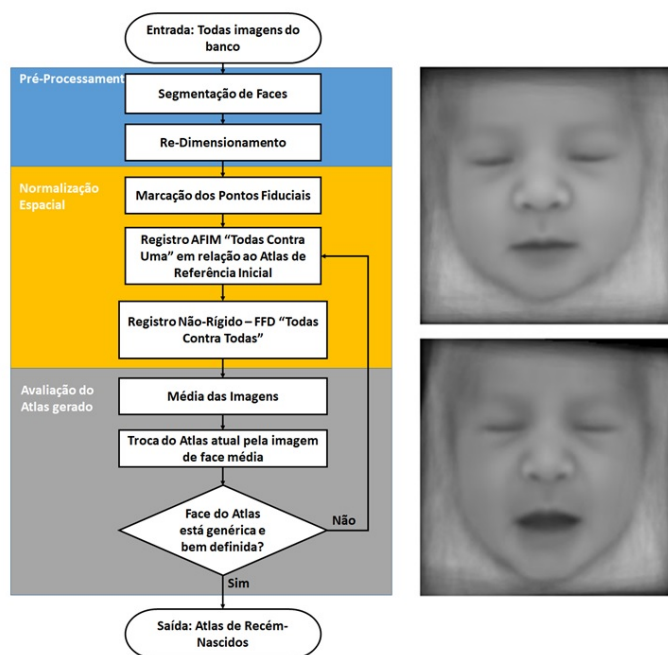 Entrada: Todas imagens do
banco
Pré-Processament
Segmentação de Faces
Re-Dimensionamento
Normalização
Espacial
Marcação dos Pontos Fiduciais
Registro AFIM “Todas Contra
Uma” em relação ao Atlas de
Referência Inicial
Registro Não-Rígido – FFD “Todas
Contra Todas”
Avaliação do
Atlas gerado
Média das Imagens
Troca do Atlas atual pela imagem
de face média
Face do Atlas
está genérica e
bem definida?
Não
Sim
Saída: Atlas de Recém-
Nascidos